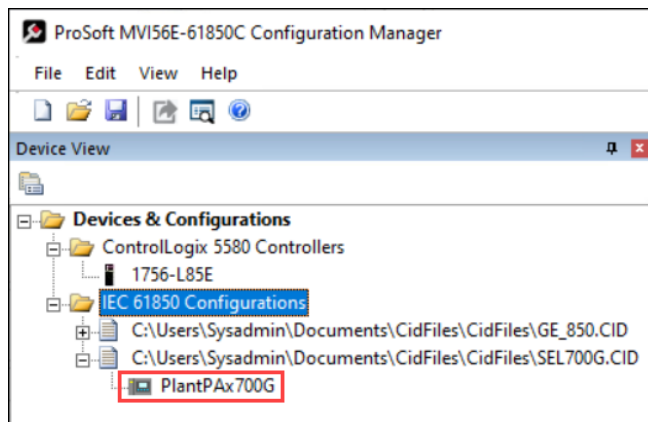 ProSoft MVI56E-61850C Configuration Manager
File Edit View Help
Device View
Devices & Configurations
ControlLogix 5580 Controllers
1756-L85E
IEC 61850 Configurations
C:\Users\Sysadmin\Documents\CidFiles\CidFiles\GE_850.CID
C:\Users\Sysadmin\Documents\CidFiles\CidFiles\SEL700G.CID
PlantPAx700G